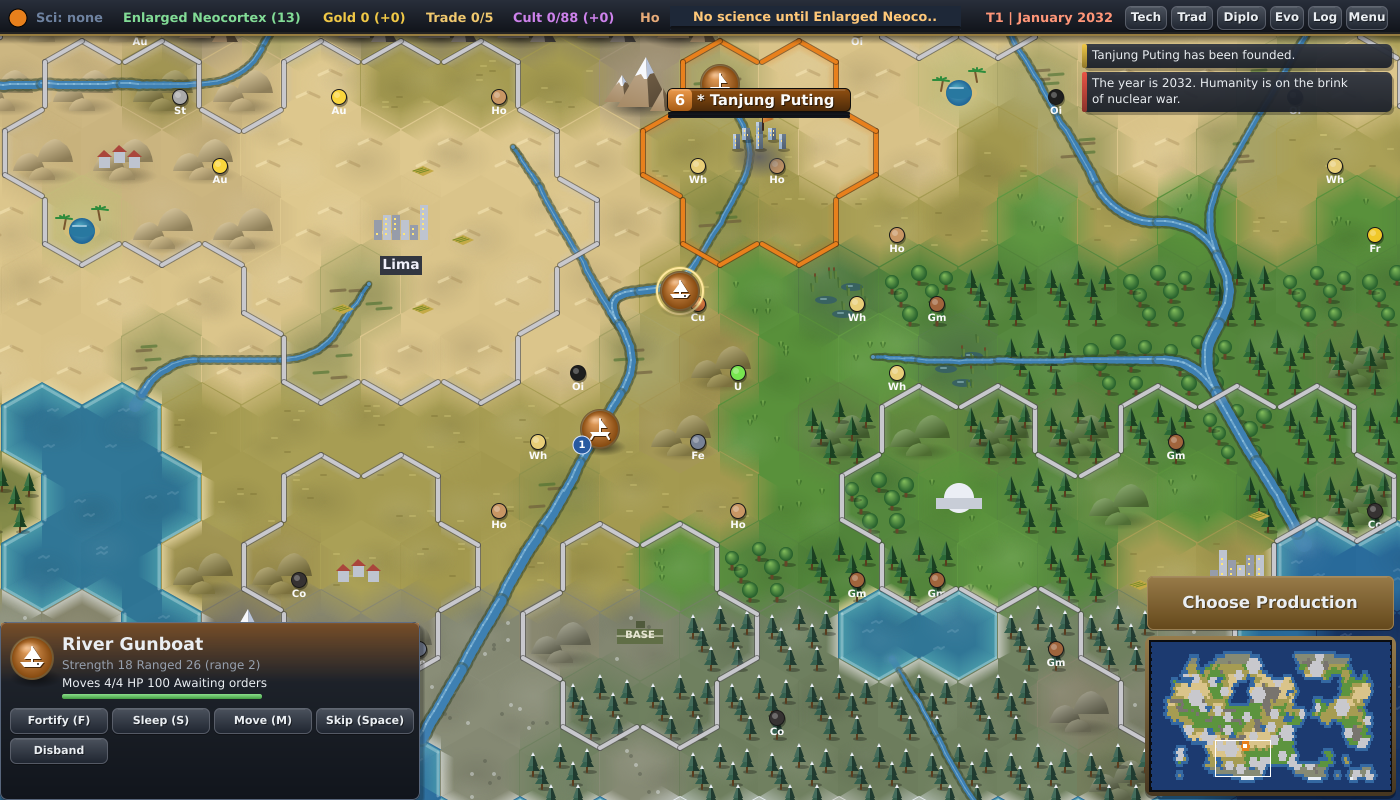 Sci: none
Enlarged Neocortex (13)
Gold 0 (+0)
Trade 0/5
Cult 0/88 (+0)
Ho
No science until Enlarged Neoco..
T1 | January 2032
Tech
Trad
Diplo
Evo
Log
Menu
Tanjung Puting has been founded.
The year is 2032. Humanity is on the brink
of nuclear war.
Au
Oi
St
Au
Ho
Oi
6 * Tanjung Puting
Au
Wh
Ho
Wh
Lima
Ho
Fr
Cu
Wh
Gm
Oi
U
Wh
1
Wh
Fe
Gm
Ho
Ho
Co
Co
Gm
Gm
BASE
Gm
Co
Choose Production
River Gunboat
Strength 18 Ranged 26 (range 2)
Moves 4/4 HP 100 Awaiting orders
Fortify (F)
Sleep (S)
Move (M)
Skip (Space)
Disband